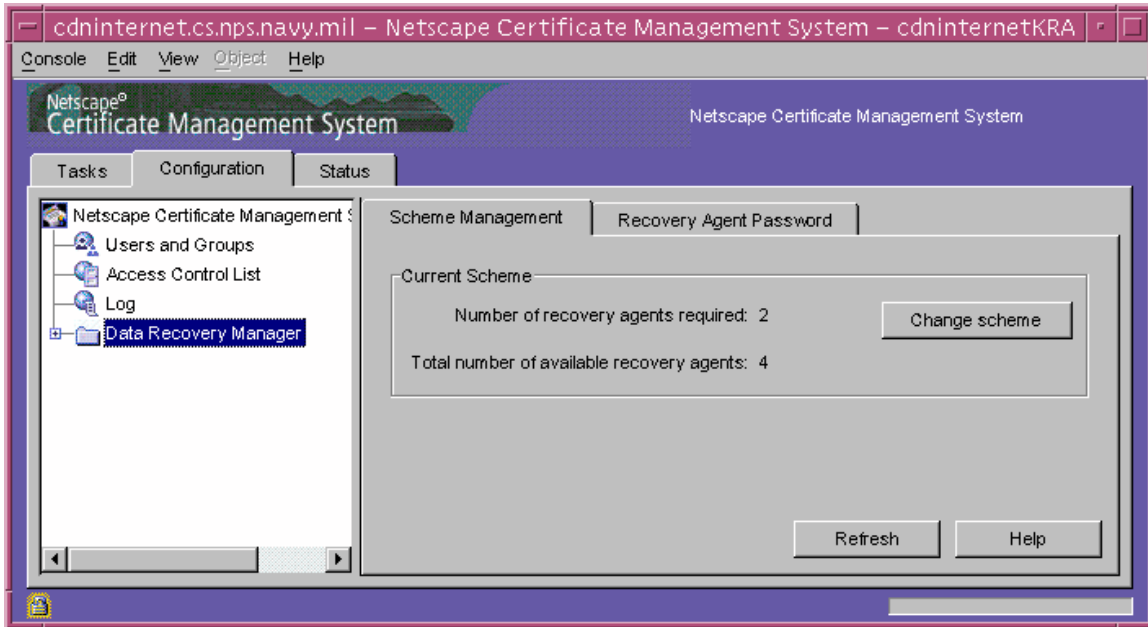 cdninternet.cs.nps.navy.mil – Netscape Certificate Management System – cdninternetKRA
Console Edit View Object Help
Netscape®
Certificate Management System
Netscape Certificate Management System
Tasks Configuration Status
Netscape Certificate Management S
Users and Groups
Access Control List
Log
Data Recovery Manager
Scheme Management Recovery Agent Password
Current Scheme
Number of recovery agents required: 2
Change scheme
Total number of available recovery agents: 4
Refresh Help